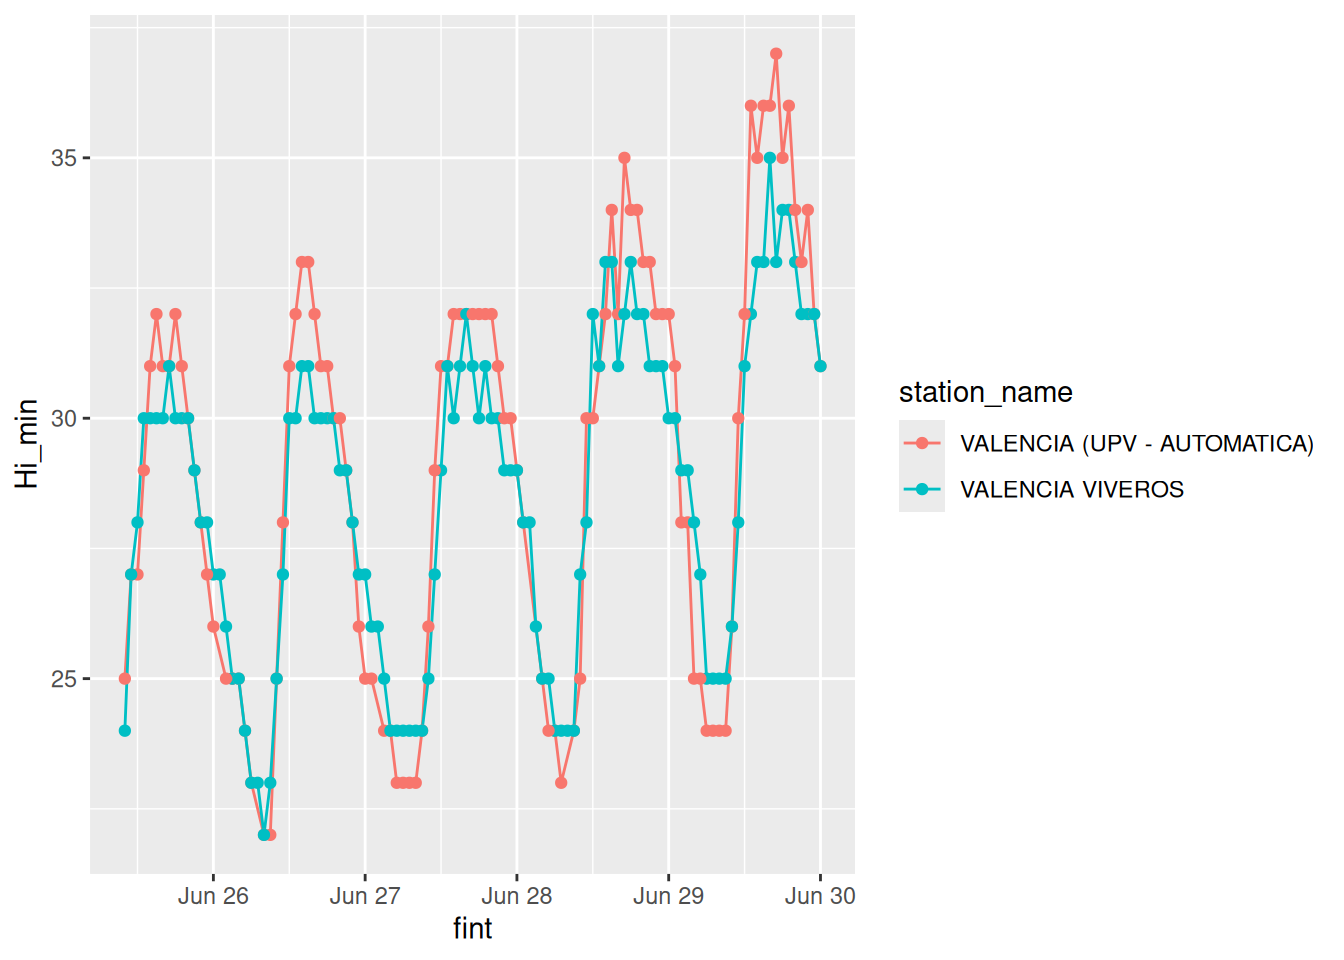 Hi_min
35
30
25
Jun 26
Jun 27
Jun 28
Jun 29
Jun 30
fint
station_name
VALENCIA (UPV - AUTOMATICA)
VALENCIA VIVEROS